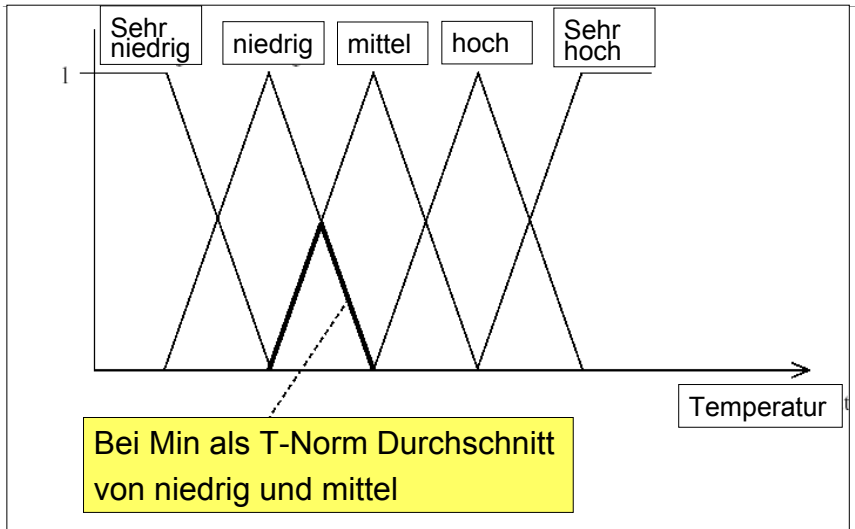 Sehr
niedrig
niedrig
mittel
hoch
Sehr
hoch
1
Temperatur
t
Bei Min als T-Norm Durchschnitt
von niedrig und mittel